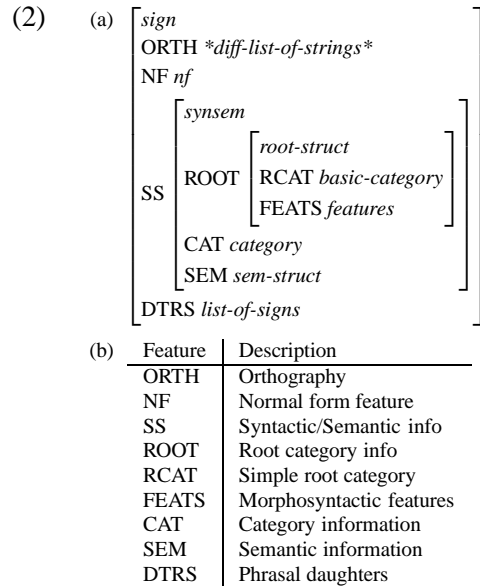 (2) (a) sign
ORTH *diff-list-of-strings*
NF nf
synsem
root-struct
ROOT RCAT basic-category
FEATS features
SS
CAT category
SEM sem-struct
DTRS list-of-signs
(b) Feature Description
ORTH Orthography
NF Normal form feature
SS Syntactic/Semantic info
ROOT Root category info
RCAT Simple root category
FEATS Morphosyntactic features
CAT Category information
SEM Semantic information
DTRS Phrasal daughters